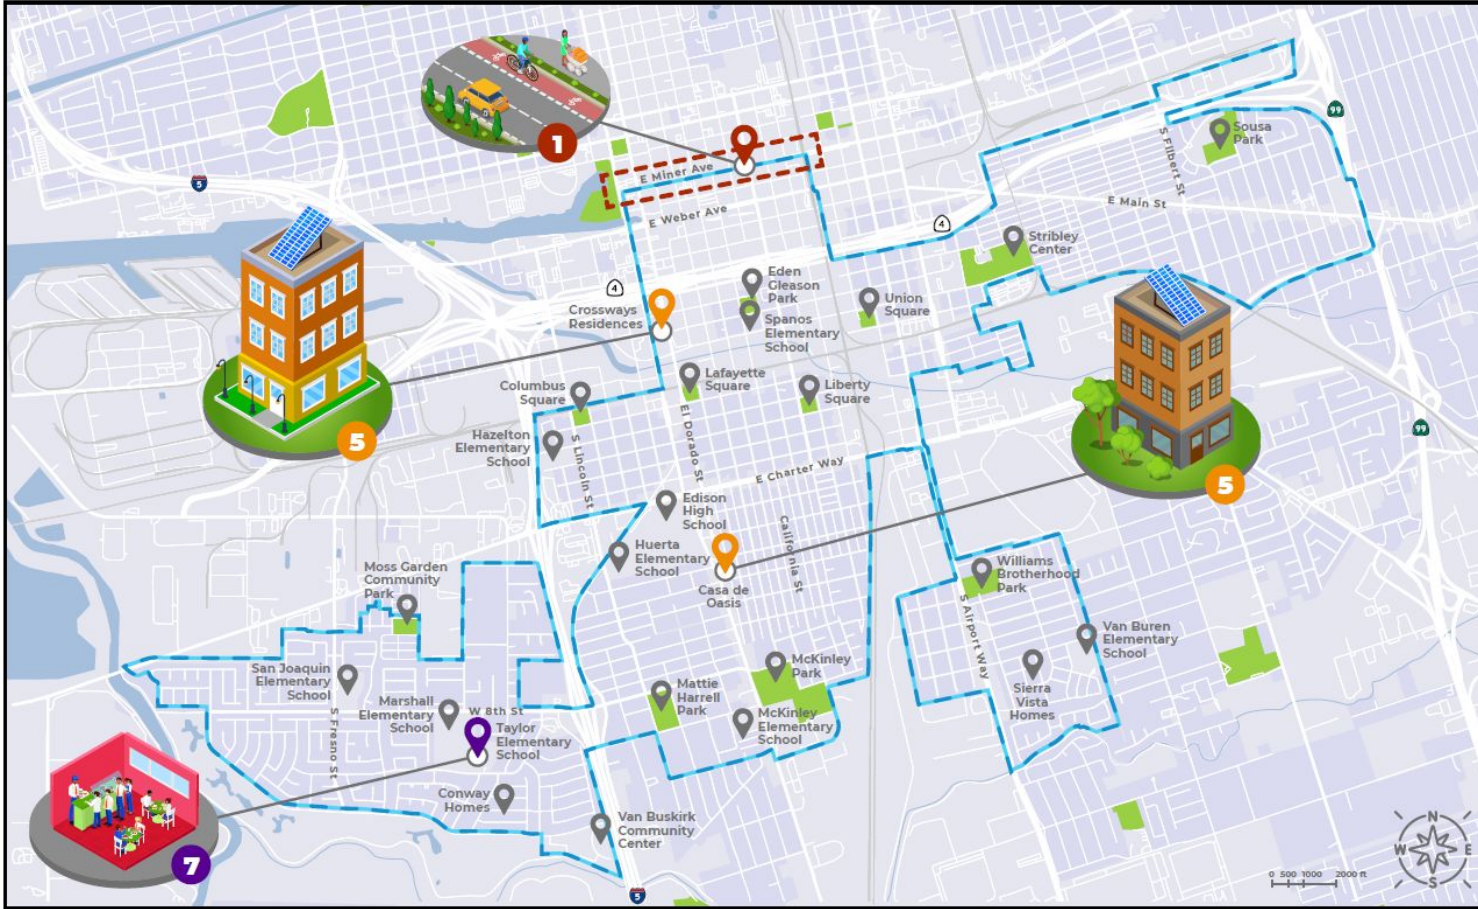 1
99
Sousa
Park
S Filbert St
5
E Miner Ave
E Main St
E Weber Ave
4
Stribley
Center
Eden
Gleason
Park
4
Crossways
Residences
Union
Square
Spanos
Elementary
School
Lafayette
Square
Liberty
Square
Columbus
Square
El Dorado St
99
5
Hazelton
Elementary
School
S Lincoln St
E Charter Way
5
Edison
High
School
California St
Huerta
Elementary
School
Casa de
Oasis
Moss Garden
Community
Park
Williams
Brotherhood
Park
S Airport Way
Van Buren
Elementary
School
San Joaquin
Elementary
School
McKinley
Park
Sierra
Vista
Homes
Mattie
Harrell
Park
Marshall
Elementary
School
W 8th St
S Fresno St
Taylor
Elementary
School
McKinley
Elementary
School
Conway
Homes
Van Buskirk
Community
Center
7
5
N
W E
S
0 500 1000 2000 ft